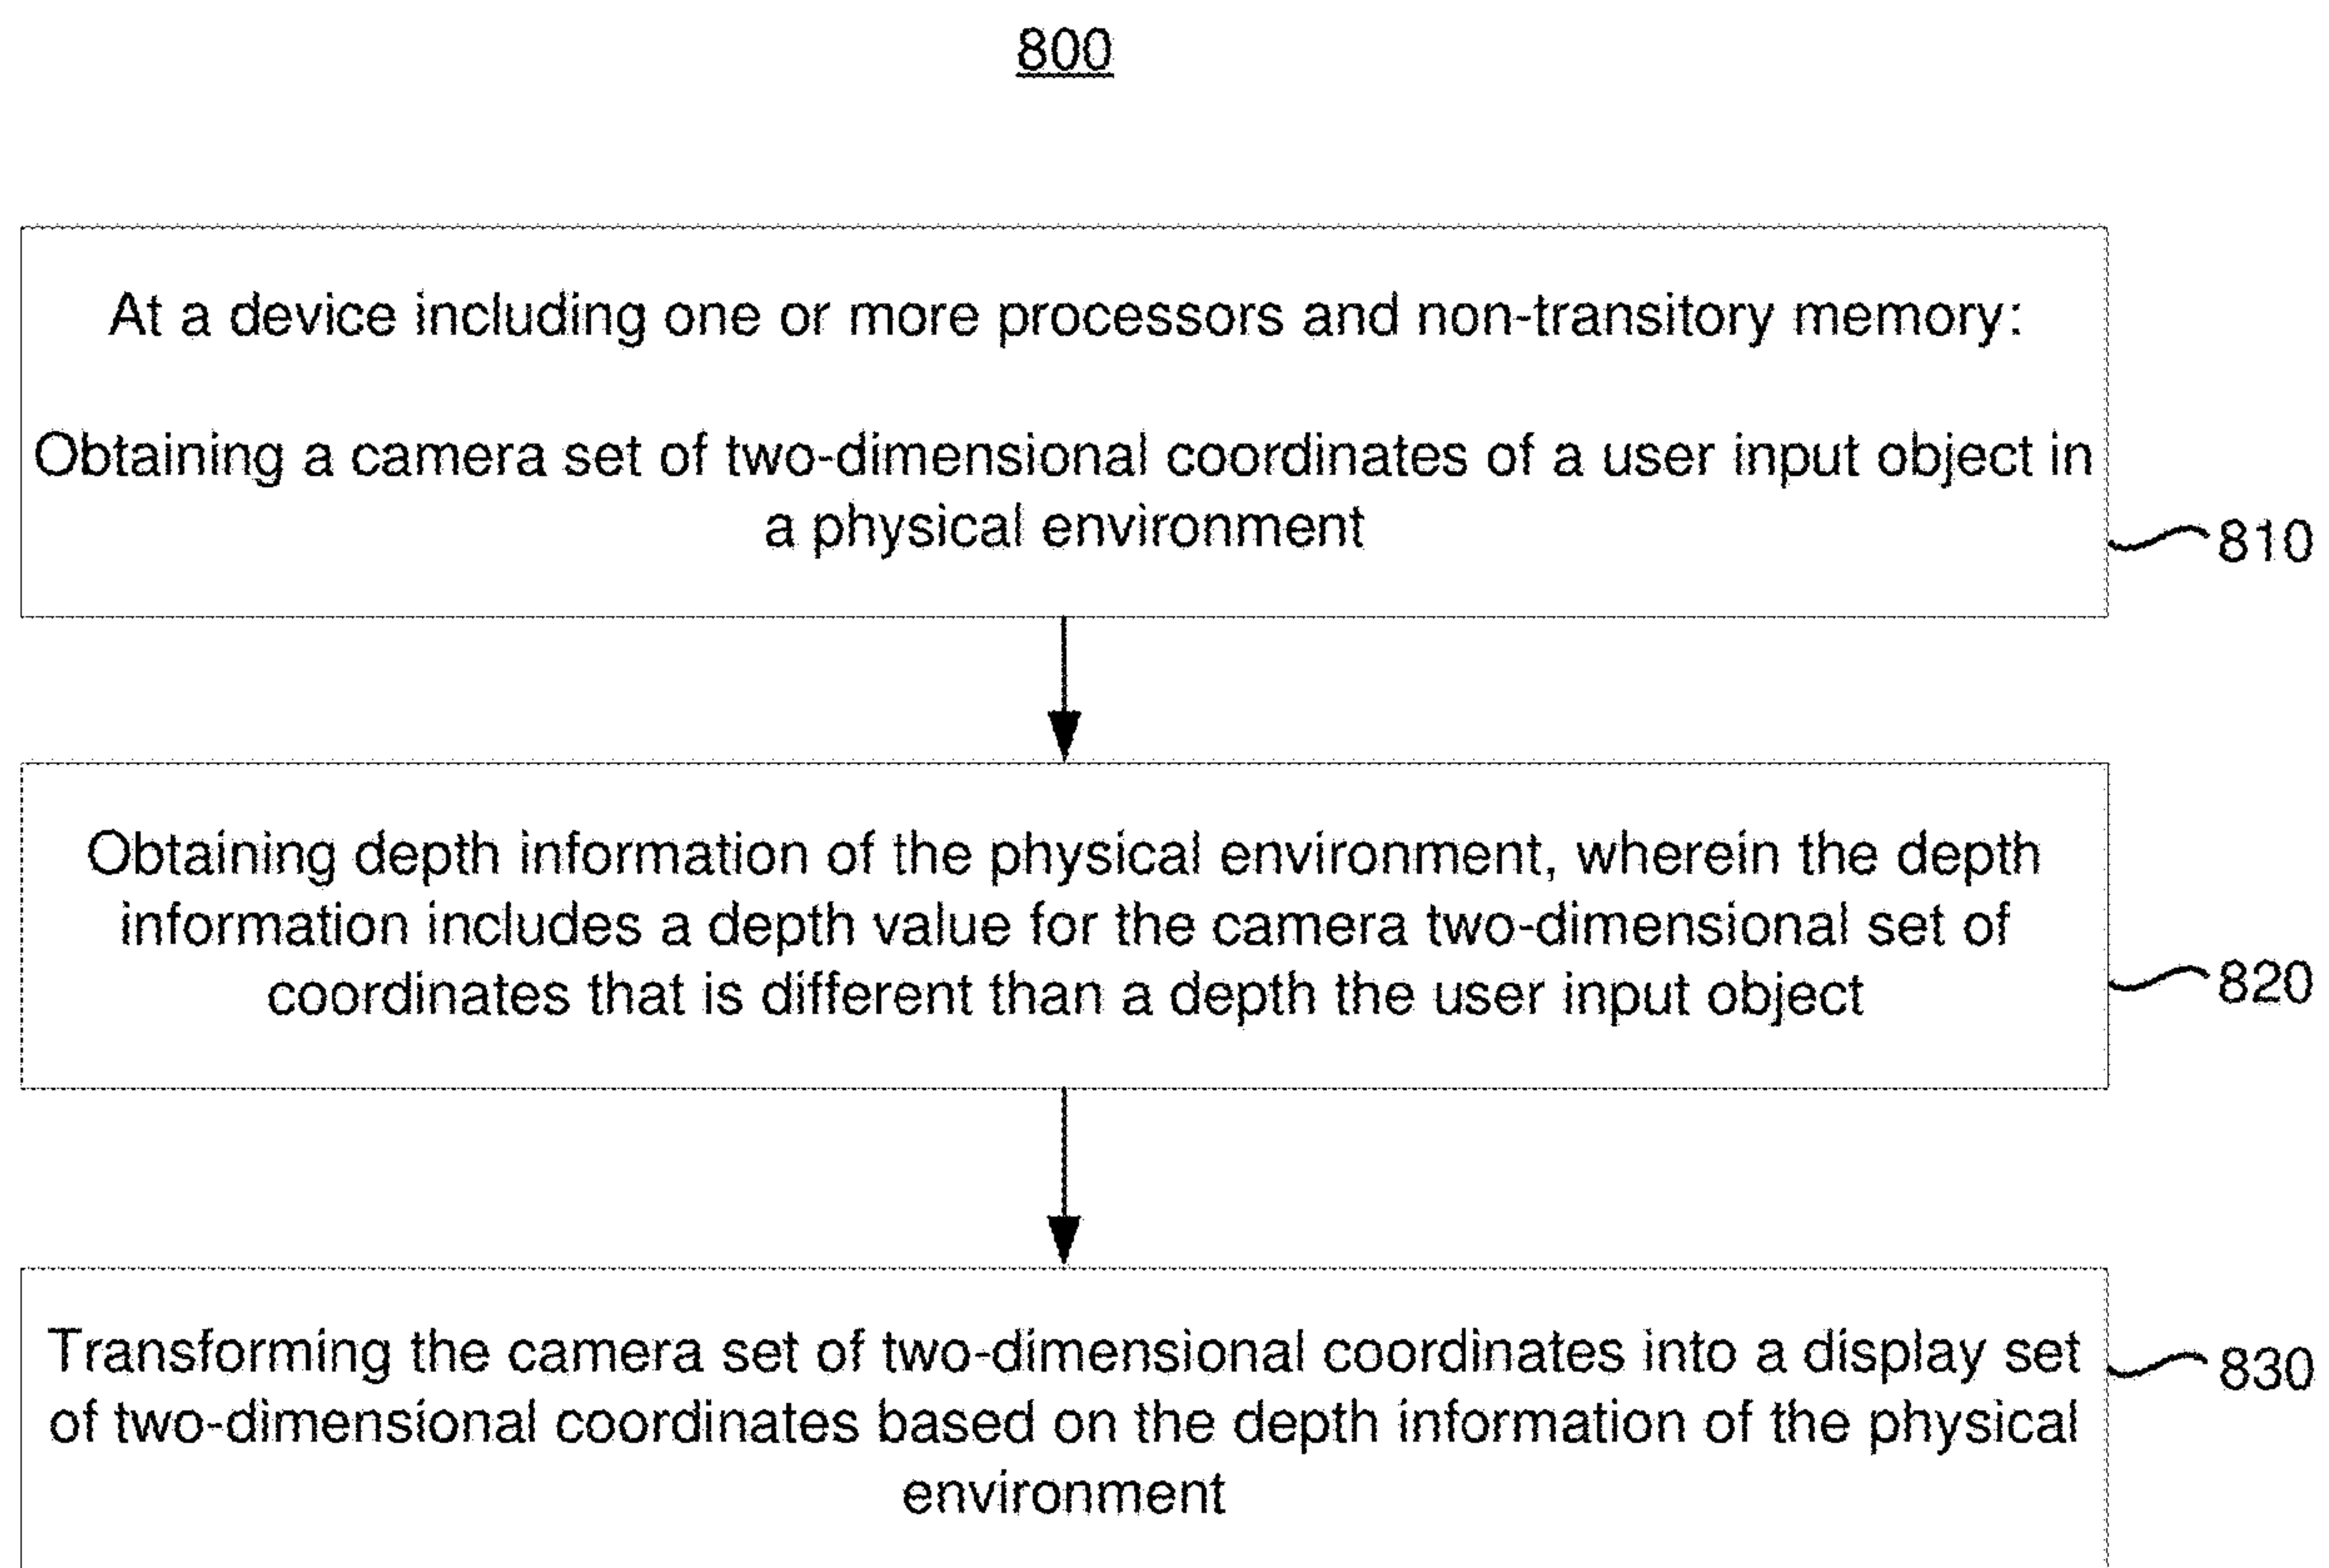 800
At a device including one or more processors and non-transitory memory:
Obtaining a camera set of two-dimensional coordinates of a user input object in
a physical environment
810
Obtaining depth information of the physical environment, wherein the depth
information includes a depth value for the camera two-dimensional set of
coordinates that is different than a depth the user input object
820
Transforming the camera set of two-dimensional coordinates into a display set
of two-dimensional coordinates based on the depth information of the physical
environment
830